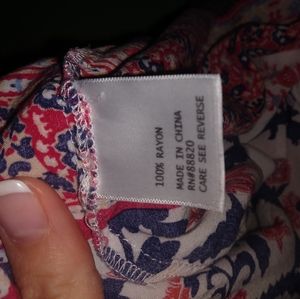 100% RAYON
MADE IN CHINA
RN#88820
CARE SEE REVERSE